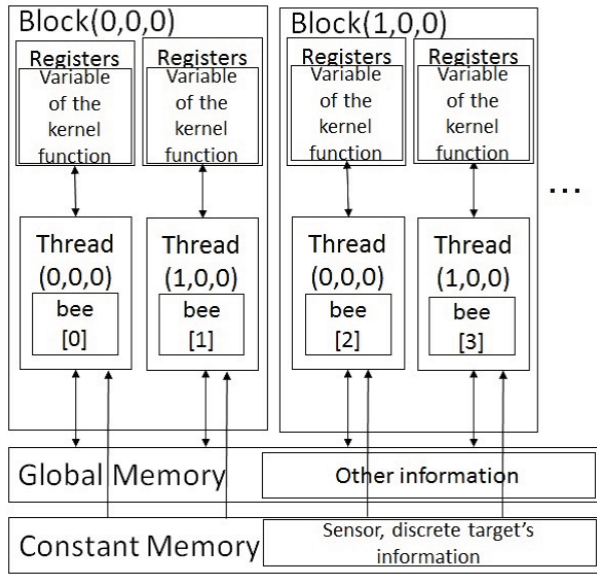 Block(0,0,0)
Registers
Variable
of the
kernel
function
Registers
Variable
of the
kernel
function
Thread
(0,0,0)
bee
[0]
Thread
(1,0,0)
bee
[1]
Block(1,0,0)
Registers
Variable
of the
kernel
function
Registers
Variable
of the
kernel
function
Thread
(0,0,0)
bee
[2]
Thread
(1,0,0)
bee
[3]
...
Global Memory
Other information
Constant Memory
Sensor, discrete target's
information